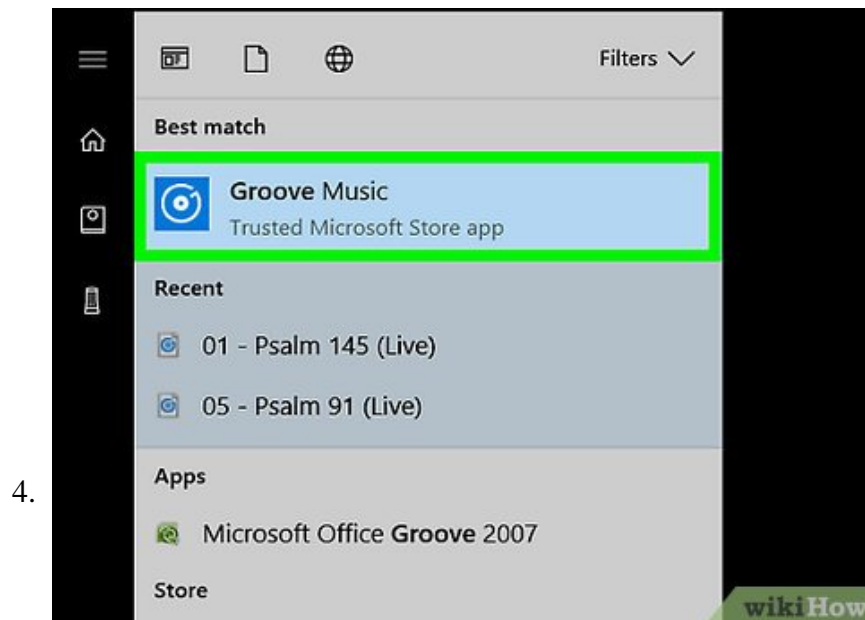 Filters
Best match
Groove Music
Trusted Microsoft Store app
Recent
01 - Psalm 145 (Live)
05 - Psalm 91 (Live)
4.
Apps
Microsoft Office Groove 2007
Store
wikiHow